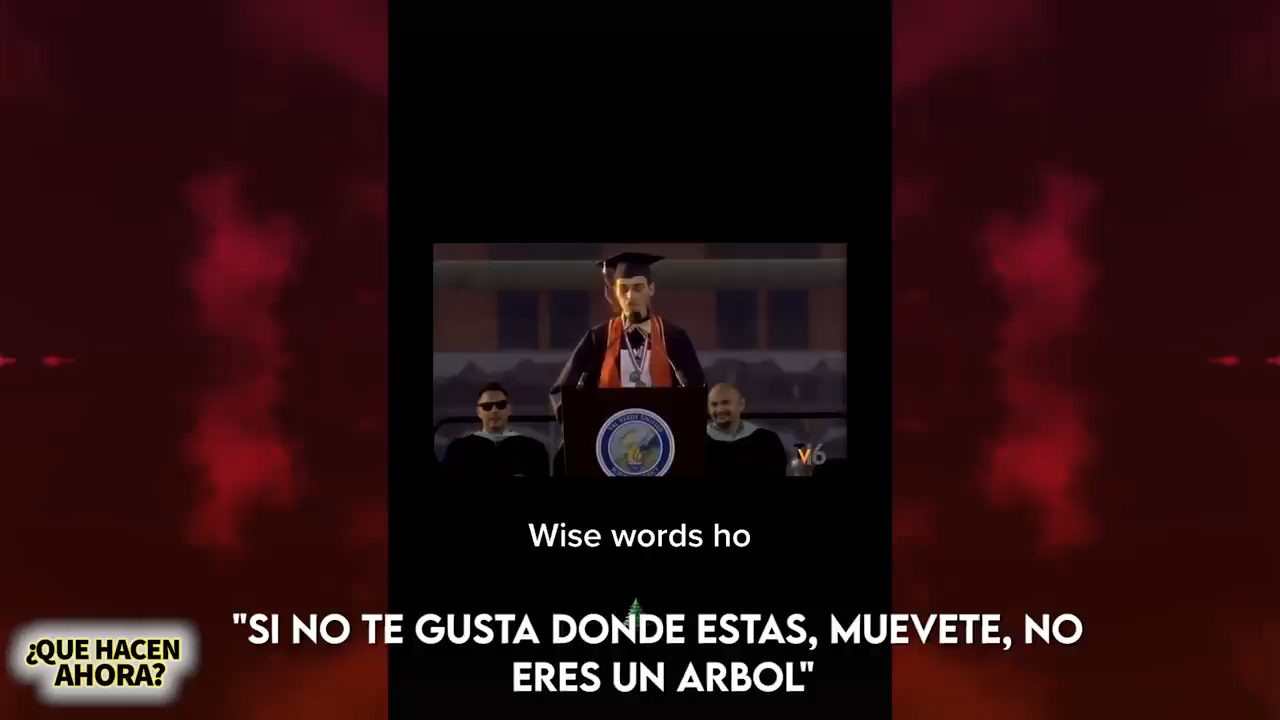 V6
Wise words ho
"SI NO TE GUSTA DONDE ESTAS, MUEVETE, NO
ERES UN ARBOL"
¿QUE HACEN
AHORA?